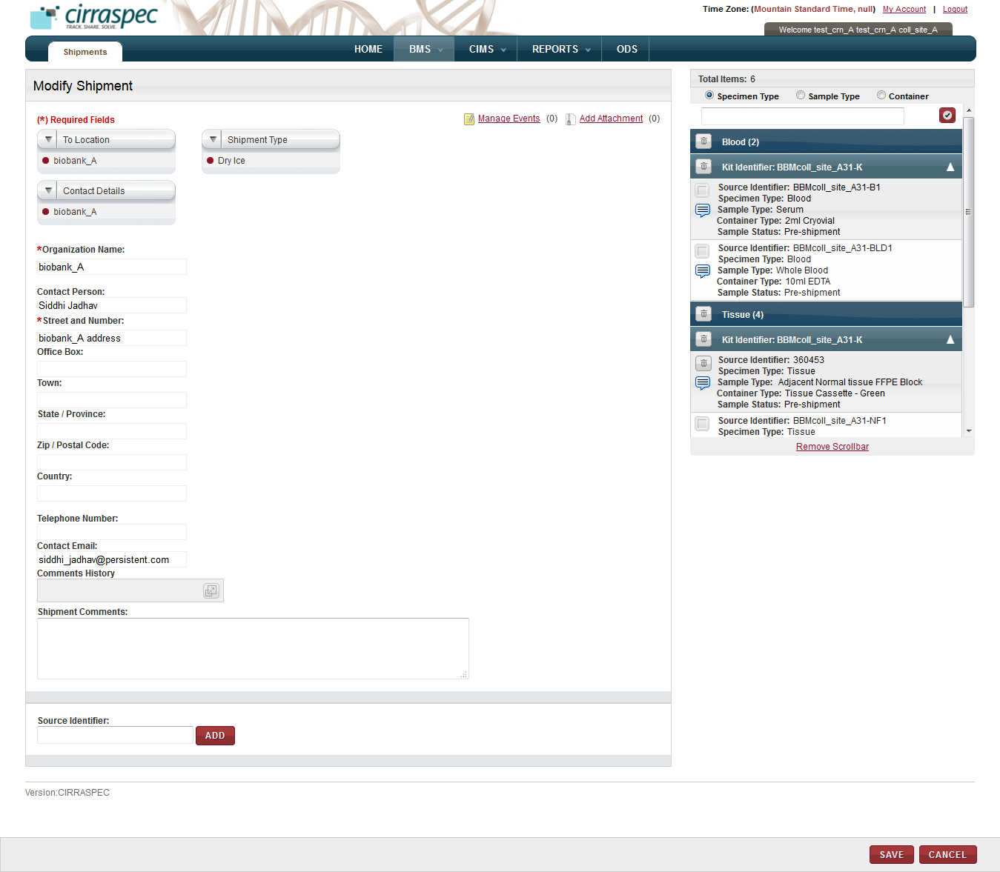 cirraspec
TRACK. SHARE. SOLVE.
Time Zone: (Mountain Standard Time, null) My Account | Logout
Welcome test_crn_A test_crn_A coll_site_A
Shipments
HOME BMS CIMS REPORTS ODS
Modify Shipment
(*) Required Fields
Manage Events (0) Add Attachment (0)
To Location
biobank_A
Shipment Type
Dry Ice
Contact Details
biobank_A
*Organization Name:
biobank_A
Contact Person:
Siddhi Jadhav
*Street and Number:
biobank_A address
Office Box:
Town:
State / Province:
Zip / Postal Code:
Country:
Telephone Number:
Contact Email:
siddhi_jadhav@persistent.com
Comments History
Shipment Comments:
Source Identifier:
ADD
Total Items: 6
Specimen Type Sample Type Container
Blood (2)
Kit Identifier: BBMcoll_site_A31-K
Source Identifier: BBMcoll_site_A31-B1
Specimen Type: Blood
Sample Type: Serum
Container Type: 2ml Cryovial
Sample Status: Pre-shipment
Source Identifier: BBMcoll_site_A31-BLD1
Specimen Type: Blood
Sample Type: Whole Blood
Container Type: 10ml EDTA
Sample Status: Pre-shipment
Tissue (4)
Kit Identifier: BBMcoll_site_A31-K
Source Identifier: 360453
Specimen Type: Tissue
Sample Type: Adjacent Normal tissue FFPE Block
Container Type: Tissue Cassette - Green
Sample Status: Pre-shipment
Source Identifier: BBMcoll_site_A31-NF1
Specimen Type: Tissue
Remove Scrollbar
Version:CIRRASPEC
SAVE CANCEL